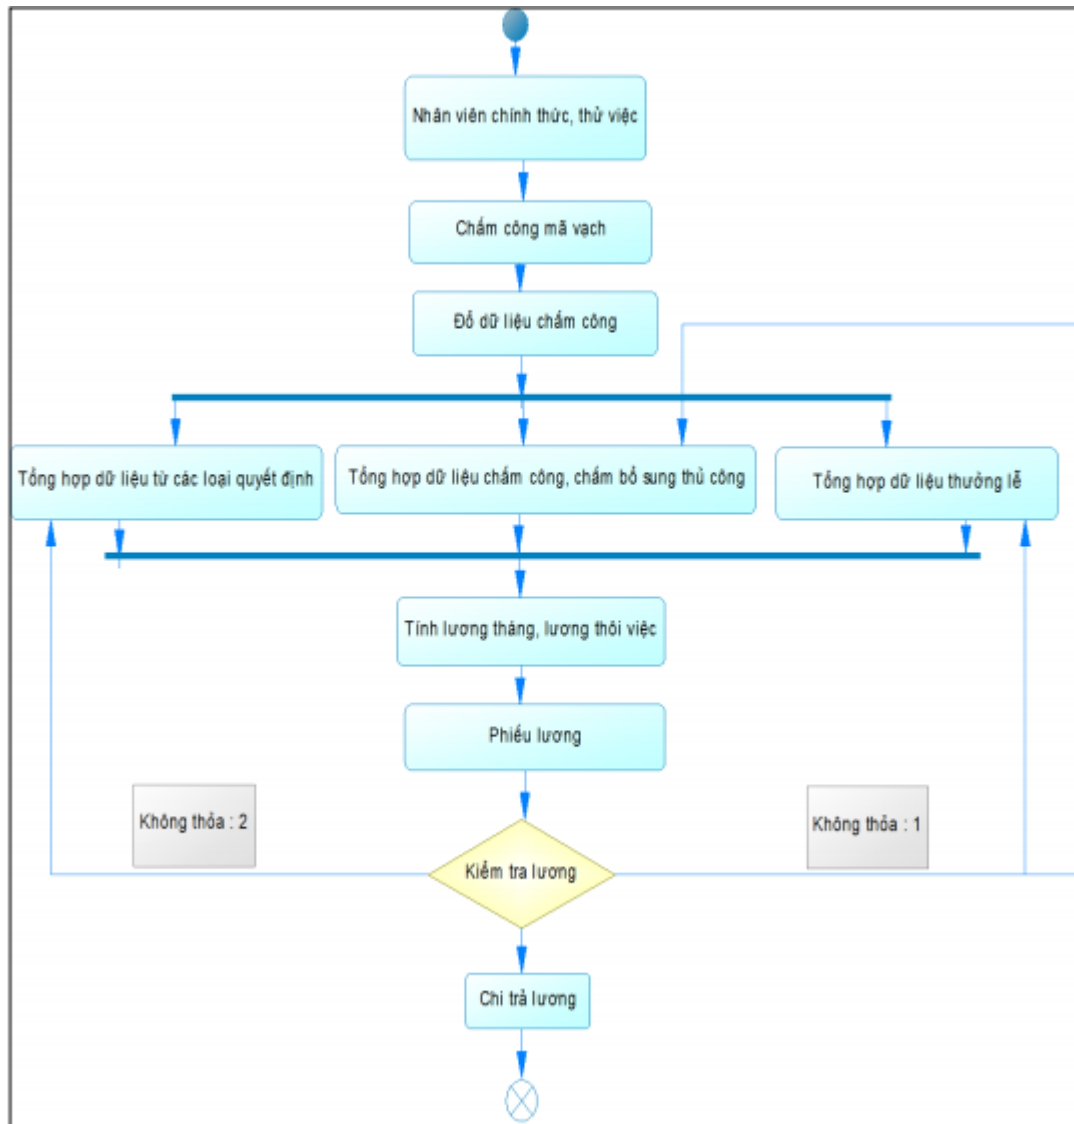 Nhân viên chính thức, thử việc
Chấm công mã vạch
Đổ dữ liệu chấm công
Tổng hợp dữ liệu từ các loại quyết định
Tổng hợp dữ liệu chấm công, chấm bổ sung thủ công
Tổng hợp dữ liệu thưởng lễ
Tính lương tháng, lương thôi việc
Phiếu lương
Không thỏa : 2
Không thỏa : 1
Kiểm tra lương
Chi trả lương